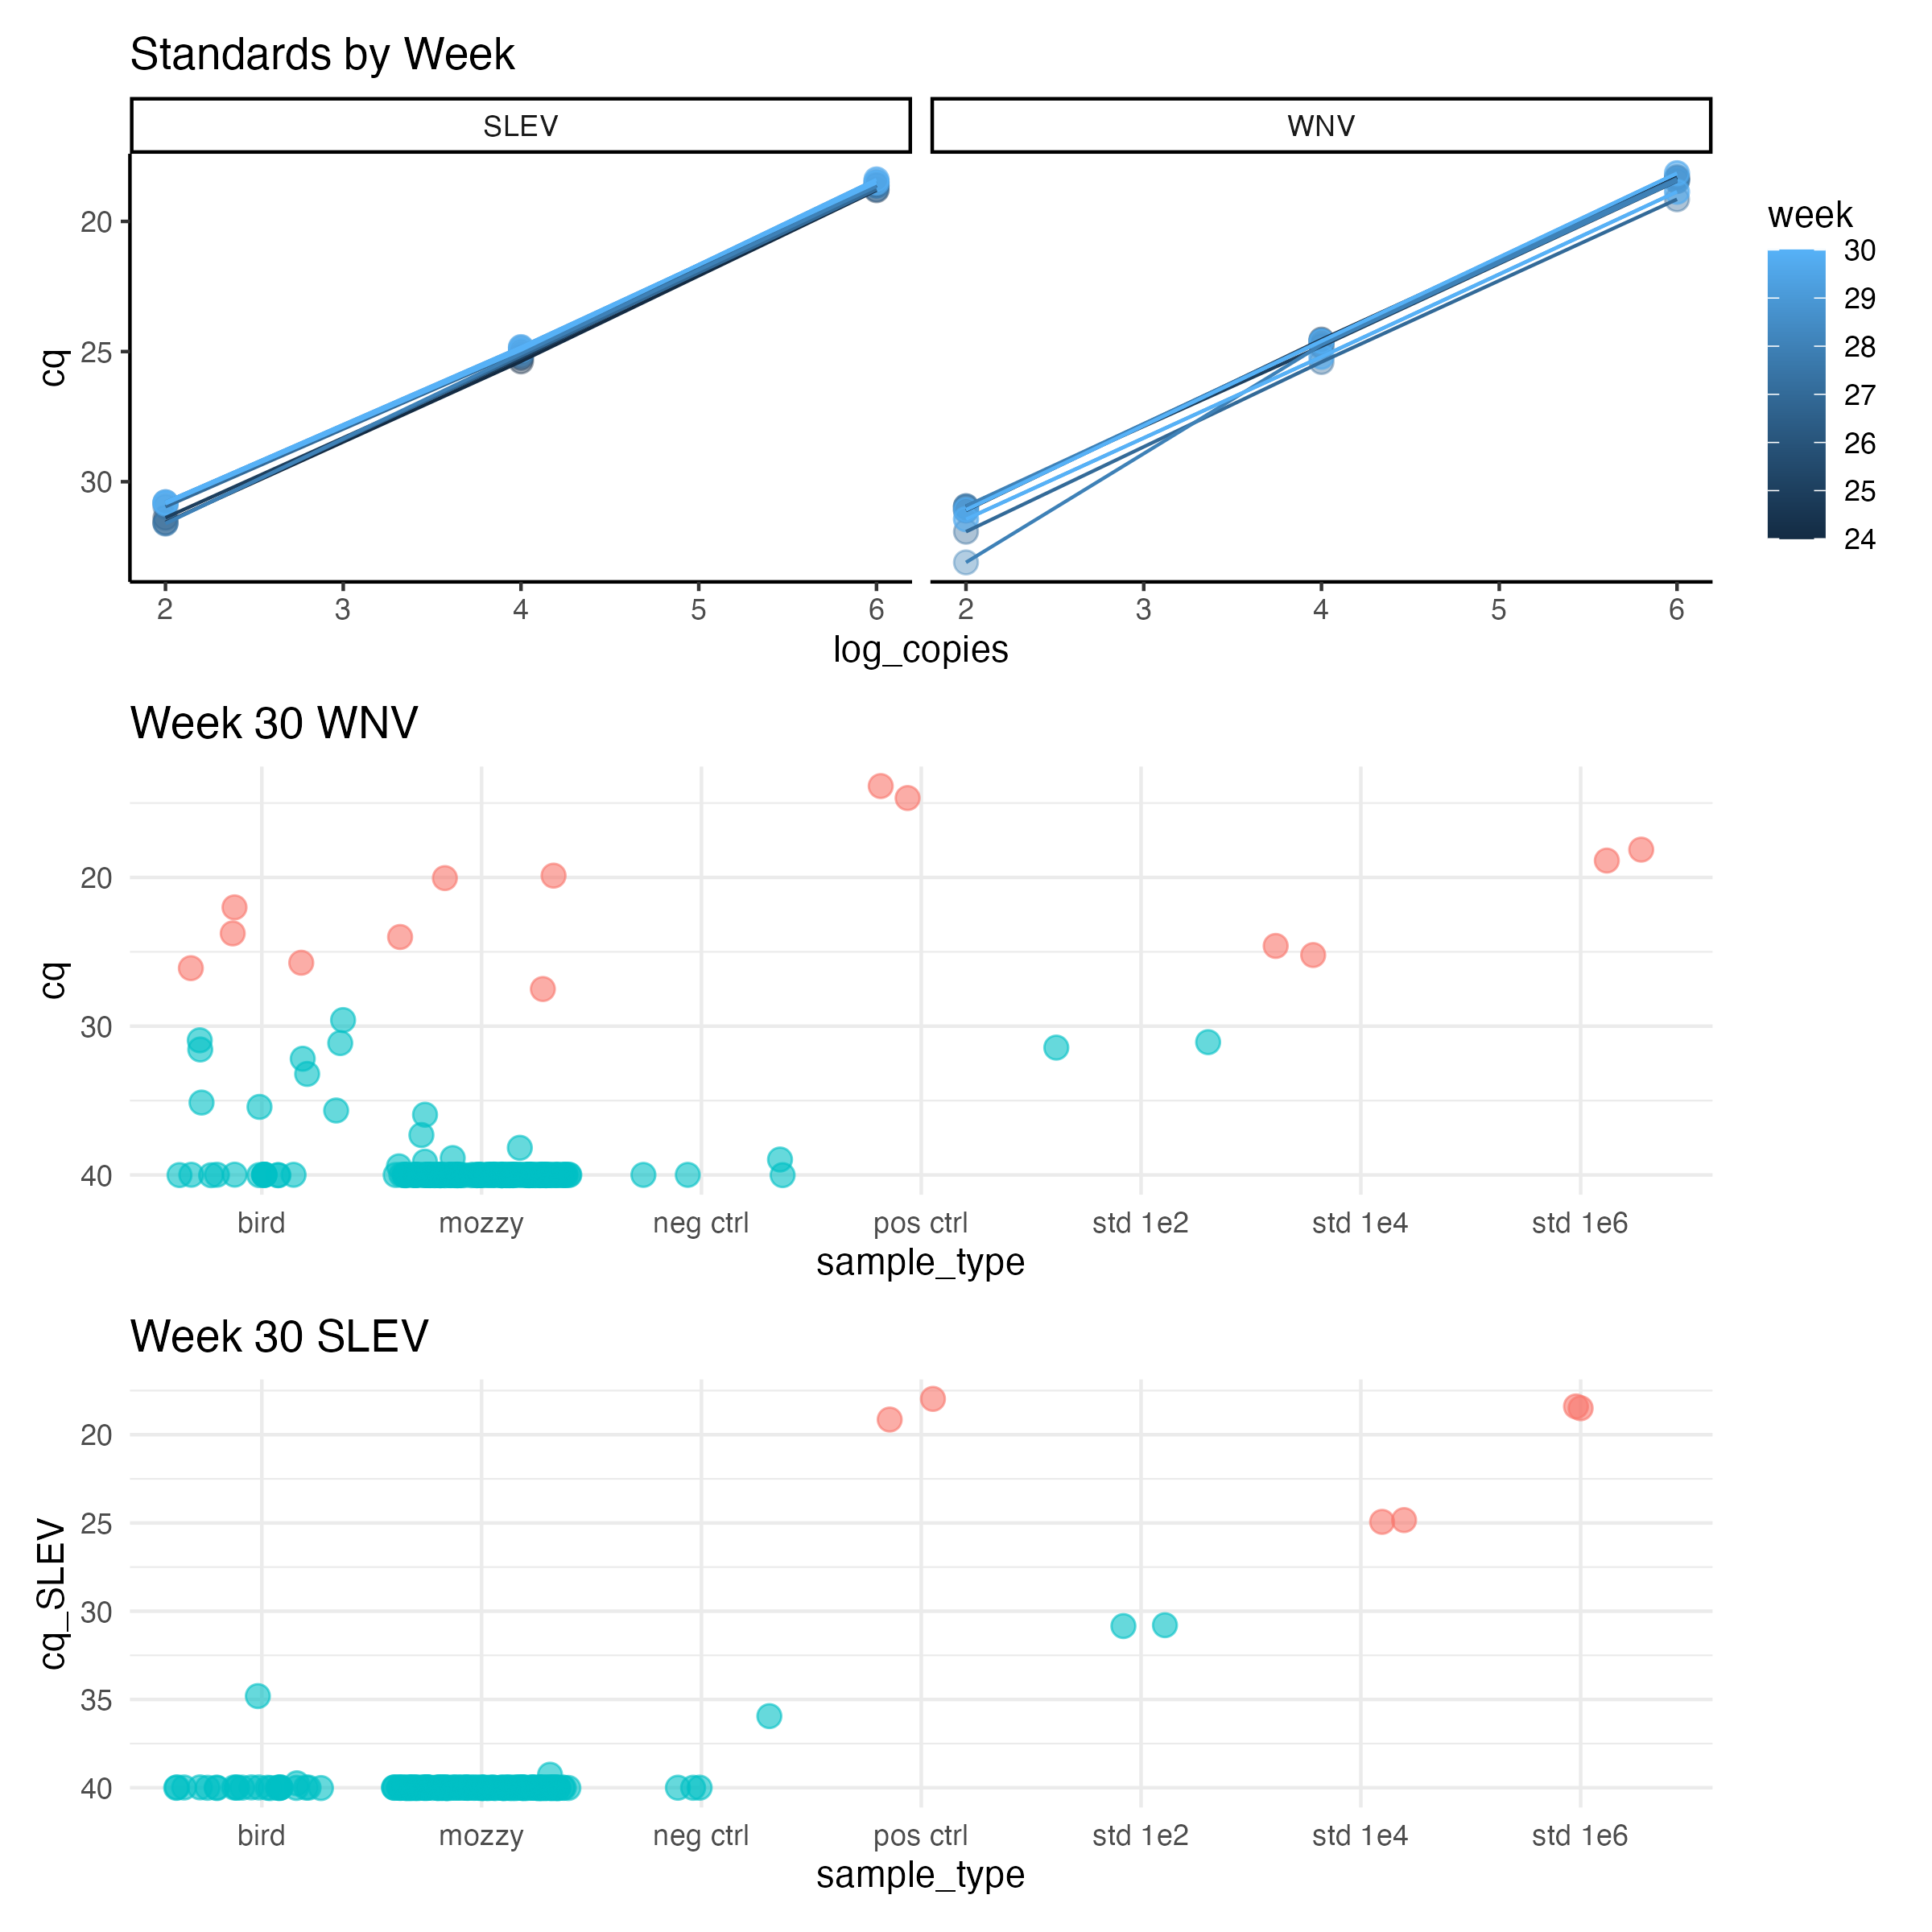 Standards by Week
SLEV
WNV
cq
20
25
30
2 3 4 5 6
2 3 4 5 6
log_copies
week
30
29
28
27
26
25
24
Week 30 WNV
cq
20
30
40
bird mozzy neg ctrl pos ctrl std 1e2 std 1e4 std 1e6
sample_type
Week 30 SLEV
cq_SLEV
20
25
30
35
40
bird mozzy neg ctrl pos ctrl std 1e2 std 1e4 std 1e6
sample_type